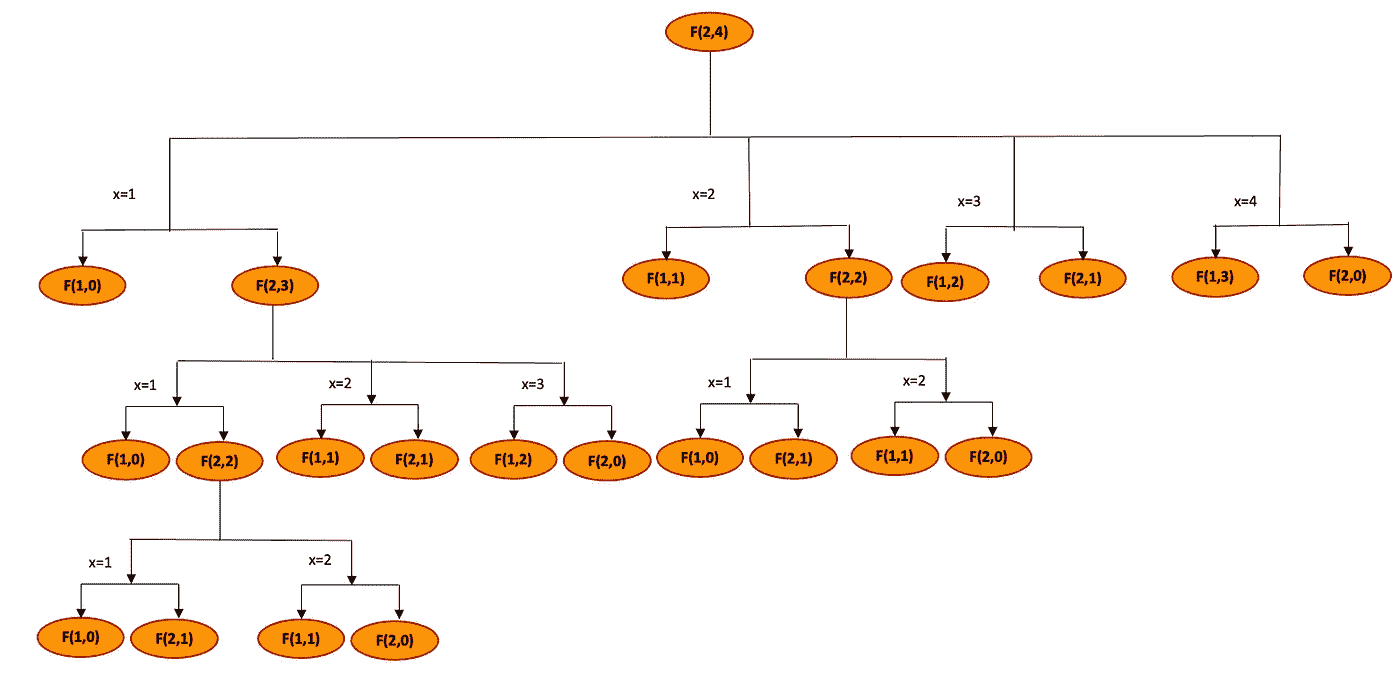 F(2,4)
x=1
x=2
x=3
x=4
F(1,0)
F(2,3)
F(1,1)
F(2,2)
F(1,2)
F(2,1)
F(1,3)
F(2,0)
x=1
x=2
x=3
x=1
x=2
F(1,0)
F(2,2)
F(1,1)
F(2,1)
F(1,2)
F(2,0)
F(1,0)
F(2,1)
F(1,1)
F(2,0)
x=1
x=2
F(1,0)
F(2,1)
F(1,1)
F(2,0)